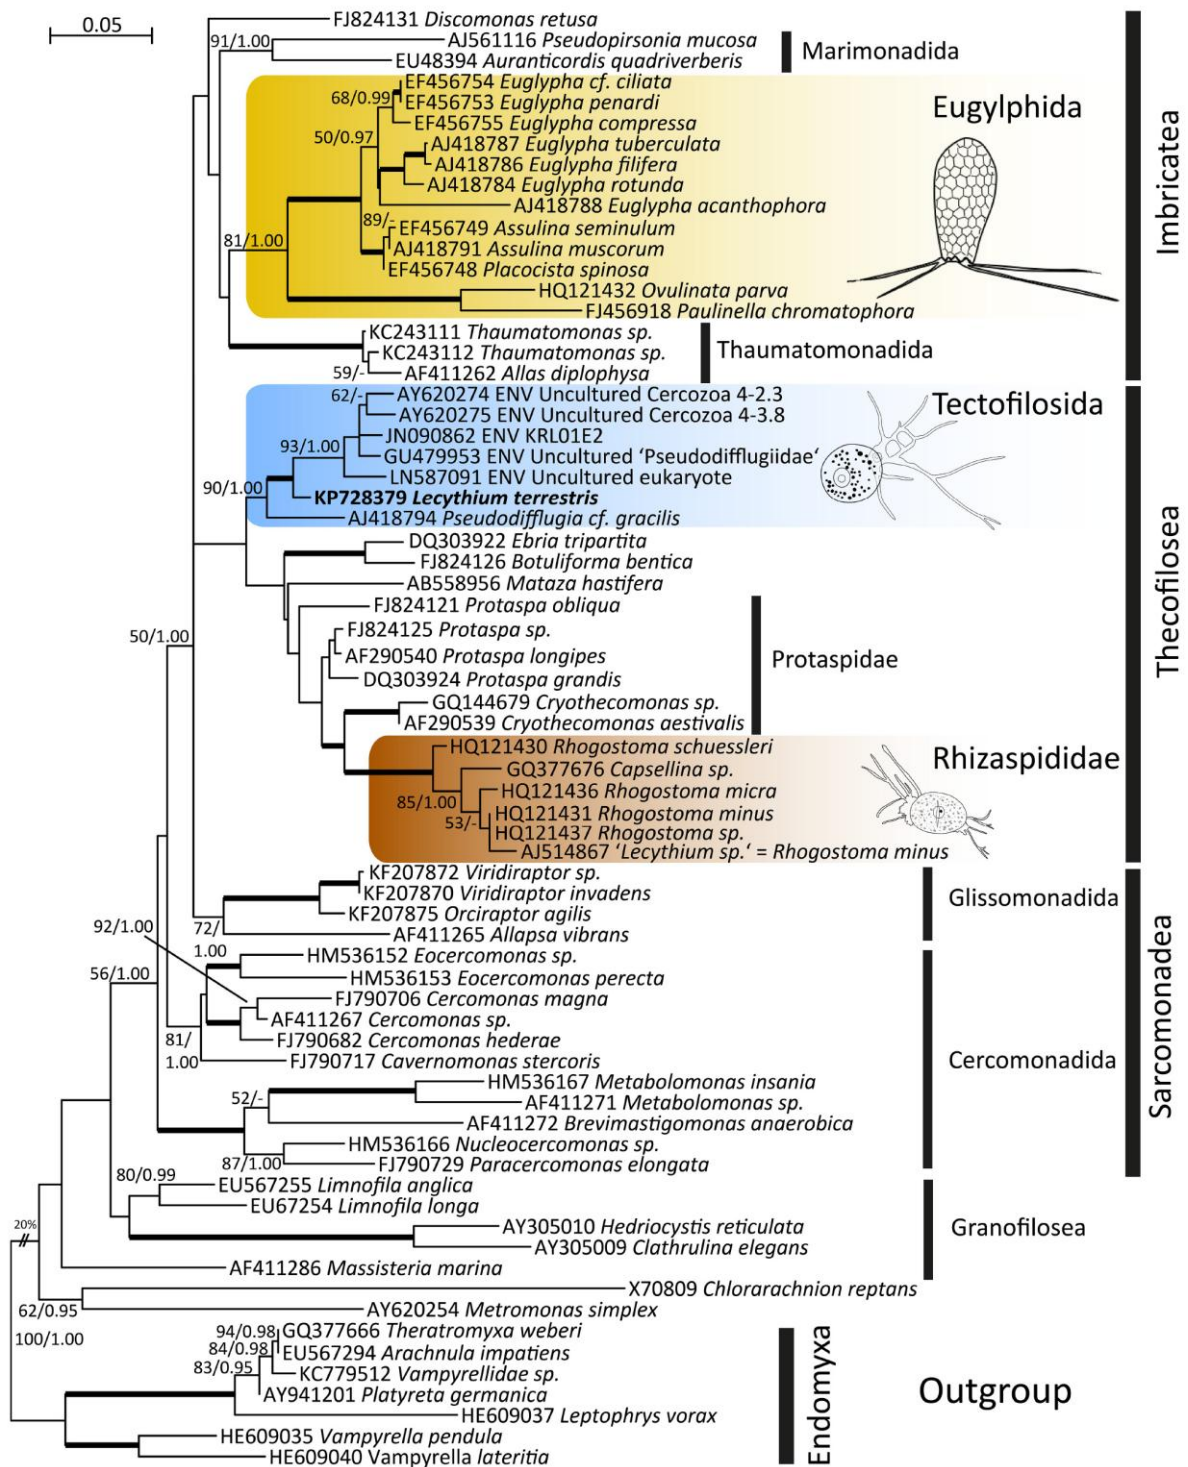 0.05
FJ824131 Discomonas retusa
91/1.00
AJ561116 Pseudopirsonia mucosa
EU48394 Auranticordis quadriverberis
Marimonadida
EF456754 Euglypha cf. ciliata
68/0.99
EF456753 Euglypha penardi
EF456755 Euglypha compressa
50/0.97
AJ418787 Euglypha tuberculata
AJ418786 Euglypha filifera
AJ418784 Euglypha rotunda
AJ418788 Euglypha acanthophora
89/-
EF456749 Assulina seminulum
81/1.00
AJ418791 Assulina muscorum
EF456748 Placocista spinosa
HQ121432 Ovulinata parva
FJ456918 Paulinella chromatophora
Eugylphida
KC243111 Thaumatomonas sp.
KC243112 Thaumatomonas sp.
59/-
AF411262 Allas diplophysa
Thaumatomonadida
Imbricatea
62/-
AY620274 ENV Uncultured Cercozoa 4-2.3
AY620275 ENV Uncultured Cercozoa 4-3.8
JN090862 ENV KRL01E2
93/1.00
GU479953 ENV Uncultured ‘Pseudodifflugiidae‘
LN587091 ENV Uncultured eukaryote
90/1.00
KP728379 Lecythium terrestris
AJ418794 Pseudodifflugia cf. gracilis
Tectofilosida
DQ303922 Ebria tripartita
FJ824126 Botuliforma bentica
AB558956 Mataza hastifera
FJ824121 Protaspa obliqua
50/1.00
FJ824125 Protaspa sp.
AF290540 Protaspa longipes
DQ303924 Protaspa grandis
GQ144679 Cryothecomonas sp.
AF290539 Cryothecomonas aestivalis
Protaspidae
HQ121430 Rhogostoma schuessleri
GQ377676 Capsellina sp.
HQ121436 Rhogostoma micra
85/1.00
HQ121431 Rhogostoma minus
53/-
HQ121437 Rhogostoma sp.
AJ514867 ‘Lecythium sp.‘ = Rhogostoma minus
Rhizaspididae
Thecofilosea
KF207872 Viridiraptor sp.
KF207870 Viridiraptor invadens
KF207875 Orciraptor agilis
72/
1.00
AF411265 Allapsa vibrans
Glissomonadida
92/1.00
HM536152 Eocercomonas sp.
56/1.00
HM536153 Eocercomonas perecta
FJ790706 Cercomonas magna
AF411267 Cercomonas sp.
81/
1.00
FJ790682 Cercomonas hederae
FJ790717 Cavernomonas stercoris
HM536167 Metabolomonas insania
52/-
AF411271 Metabolomonas sp.
AF411272 Brevimastigomonas anaerobica
HM536166 Nucleocercomonas sp.
87/1.00
FJ790729 Paracercomonas elongata
Cercomonadida
Sarcomonadea
80/0.99
EU567255 Limnofila anglica
EU67254 Limnofila longa
AY305010 Hedriocystis reticulata
20%
AY305009 Clathrulina elegans
AF411286 Massisteria marina
Granofilosea
X70809 Chlorarachnion reptans
62/0.95
AY620254 Metromonas simplex
100/1.00
94/0.98
GQ377666 Theratromyxa weberi
84/0.98
EU567294 Arachnula impatiens
83/0.95
KC779512 Vampyrellidae sp.
AY941201 Platyreta germanica
HE609037 Leptophrys vorax
HE609035 Vampyrella pendula
HE609040 Vampyrella lateritia
Endomyxa
Outgroup